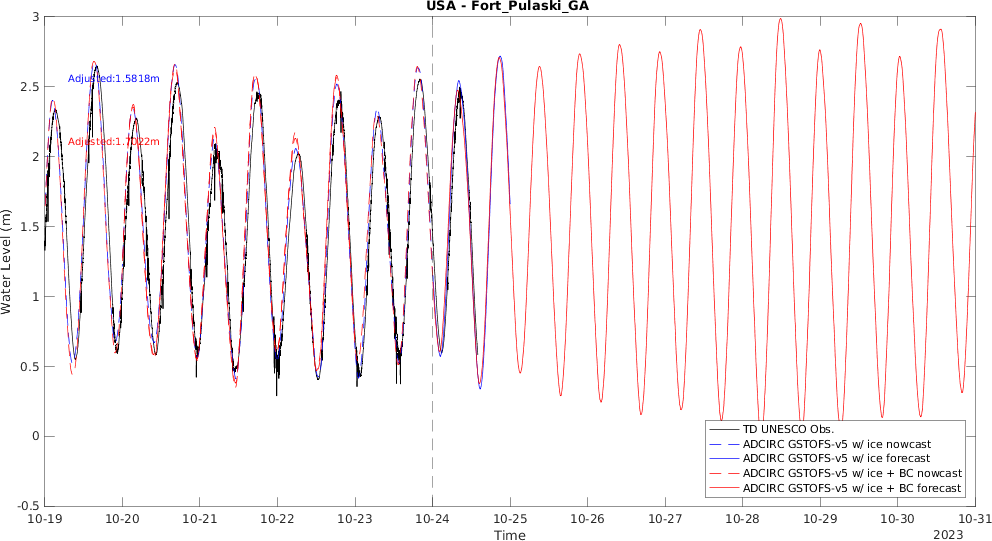 USA - Fort_Pulaski_GA
3
2.5
2
1.5
1
0.5
0
-0.5
Water Level (m)
Adjusted:1.5818m
Adjusted:1.7022m
TD UNESCO Obs.
ADCIRC GSTOFS-v5 w/ ice nowcast
ADCIRC GSTOFS-v5 w/ ice forecast
ADCIRC GSTOFS-v5 w/ ice + BC nowcast
ADCIRC GSTOFS-v5 w/ ice + BC forecast
10-19 10-20 10-21 10-22 10-23 10-24 10-25 10-26 10-27 10-28 10-29 10-30 10-31
Time
2023